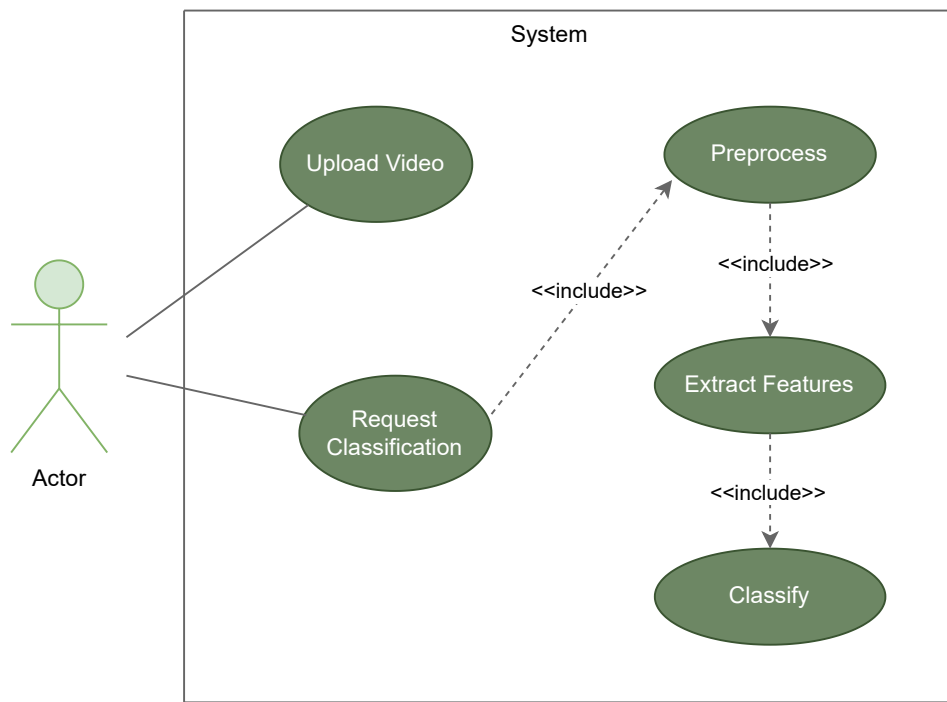 System
Upload Video
Preprocess
<<include>>
<<include>>
Extract Features
Request
Classification
Actor
<<include>>
Classify